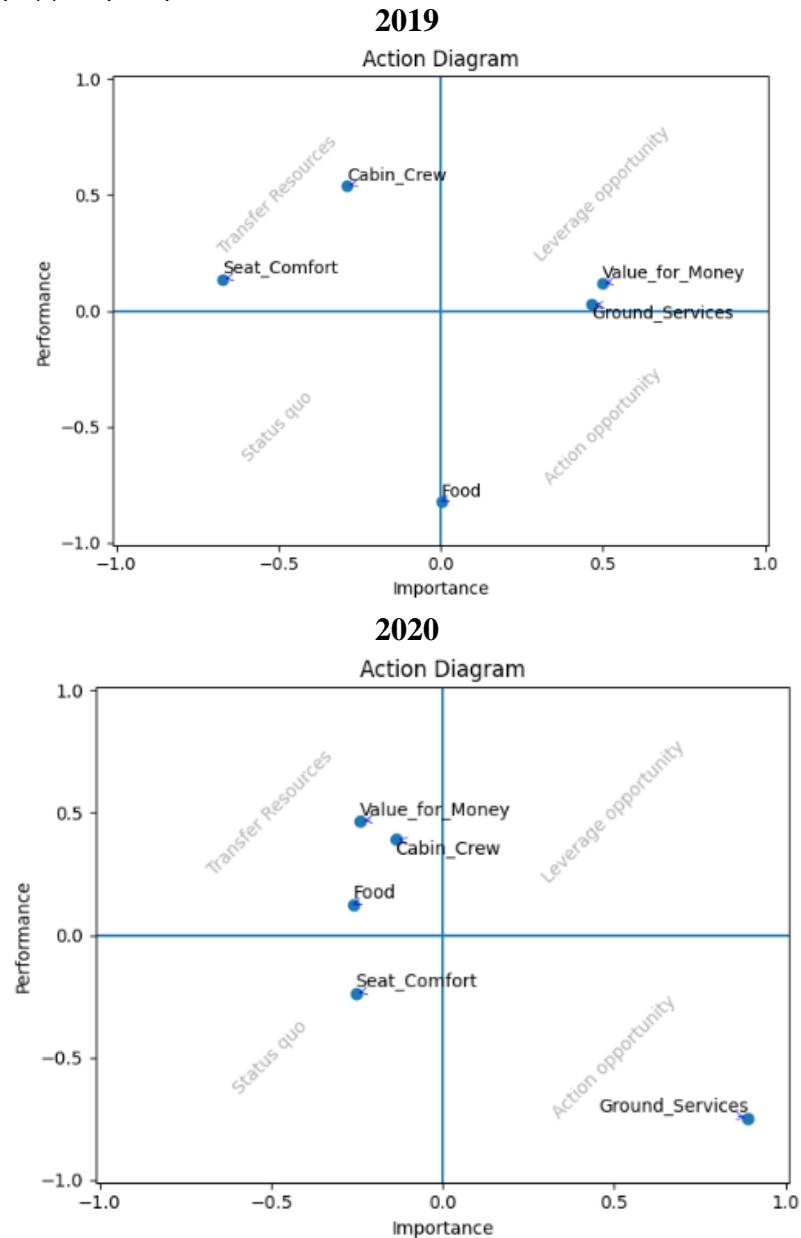 2019
Action Diagram
1.0
Transfer Resources
Leverage opportunity
Cabin_Crew
0.5
Seat_Comfort
Value_for_Money
Performance
0.0
Ground_Services
Status quo
Action opportunity
−0.5
Food
−1.0
−1.0 −0.5 0.0 0.5 1.0
Importance
2020
Action Diagram
1.0
Transfer Resources
Leverage opportunity
0.5
Value_for_Money
Cabin_Crew
Food
Performance
0.0
Seat_Comfort
Status quo
Action opportunity
−0.5
Ground_Services
−1.0
−1.0 −0.5 0.0 0.5 1.0
Importance